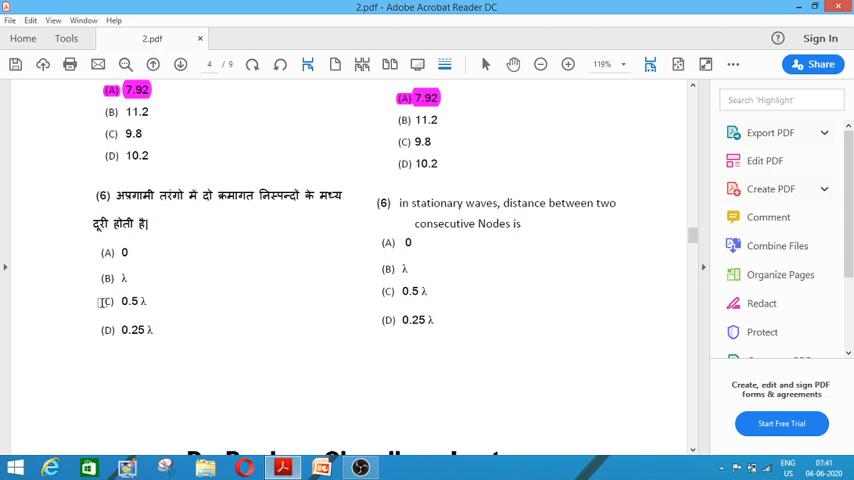 2.pdf - Adobe Acrobat Reader DC
File Edit View Window Help
Home Tools 2.pdf × Sign In
4 / 9 119% Share
(A) 7.92
(B) 11.2
(C) 9.8
(D) 10.2
(6) अप्रगामी तरंगो में दो क्रमागत निस्पन्दों के मध्य
दूरी होती है|
(A) 0
(B) λ
(C) 0.5 λ
(D) 0.25 λ
(A) 7.92
(B) 11.2
(C) 9.8
(D) 10.2
(6) in stationary waves, distance between two
consecutive Nodes is
(A) 0
(B) λ
(C) 0.5 λ
(D) 0.25 λ
Search 'Highlight'
Export PDF
Edit PDF
Create PDF
Comment
Combine Files
Organize Pages
Redact
Protect
Create, edit and sign PDF
forms & agreements
Start Free Trial
ENG 07:41
US 04-06-2020